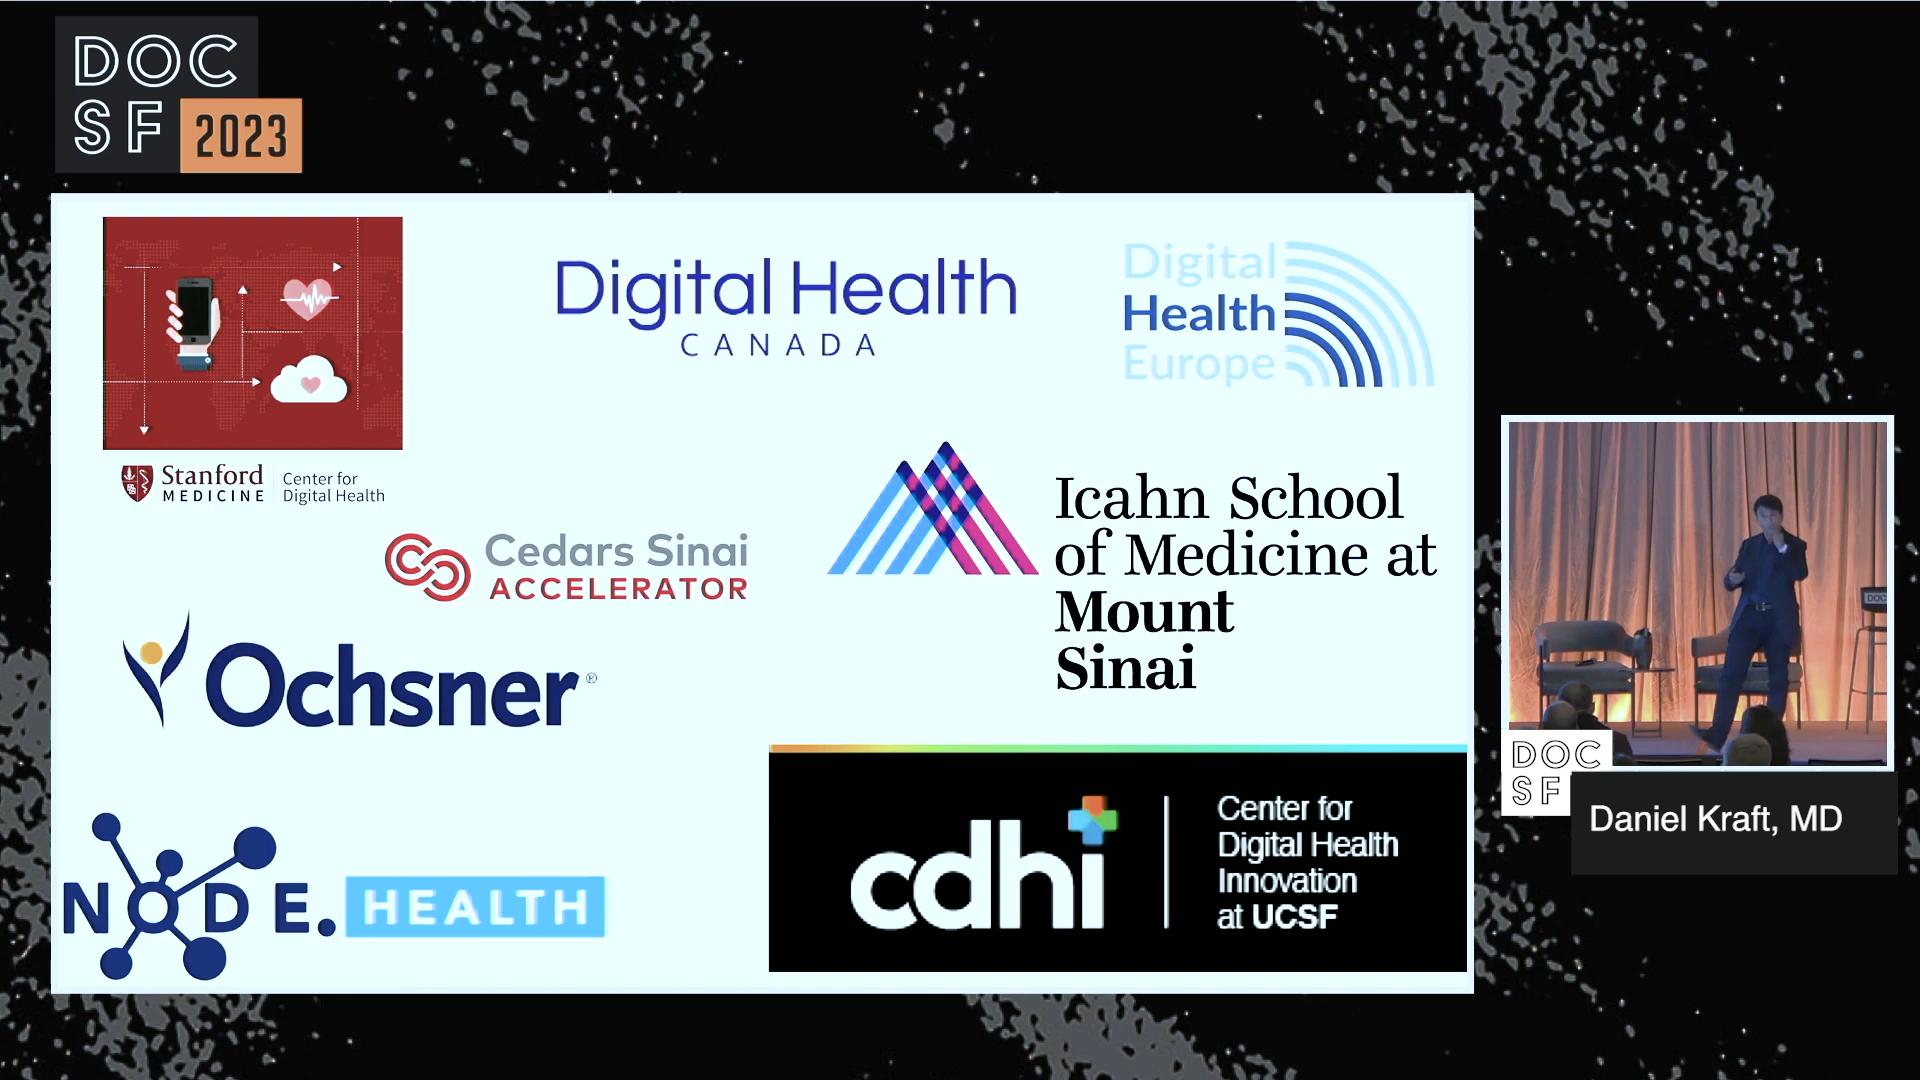 DOC
SF 2023
Digital Health
CANADA
Digital
Health
Europe
Stanford
MEDICINE
Center for
Digital Health
Cedars Sinai
ACCELERATOR
Icahn School
of Medicine at
Mount
Sinai
Ochsner®
NODE. HEALTH
cdhi
Center for
Digital Health
Innovation
at UCSF
DOC
DOC
SF
Daniel Kraft, MD